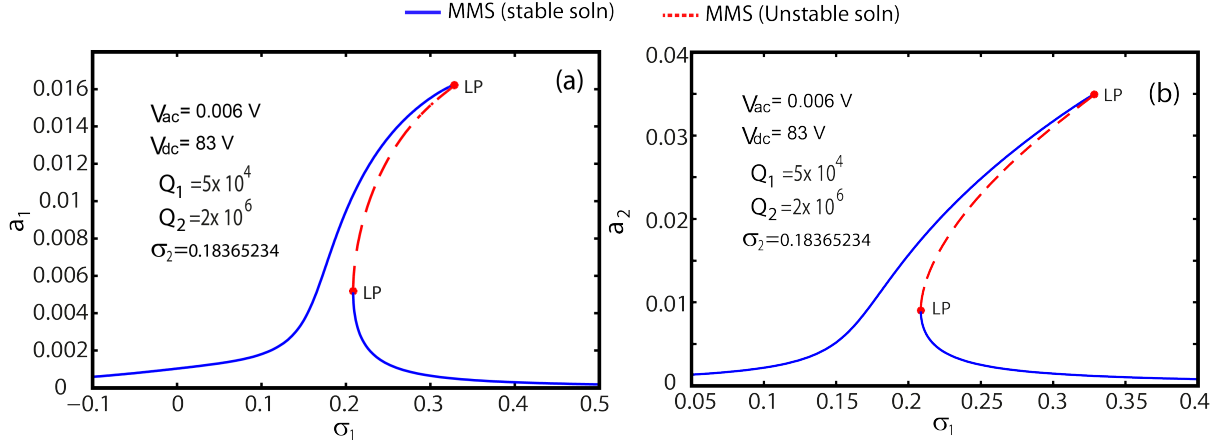 MMS (stable soln) MMS (Unstable soln)
(a)
0.016
0.014
0.012
0.01
0.008
0.006
0.004
0.002
0
a1
Vac= 0.006 V
Vdc= 83 V
Q1 =5x 10^4
Q2 =2x 10^6
σ2=0.18365234
LP
LP
−0.1 0 0.1 0.2 0.3 0.4 0.5
σ1
(b)
0.04
0.03
0.02
0.01
0
a2
Vac= 0.006 V
Vdc= 83 V
Q1 =5x 10^4
Q2 =2x 10^6
σ2=0.18365234
LP
LP
0.05 0.1 0.15 0.2 0.25 0.3 0.35 0.4
σ1